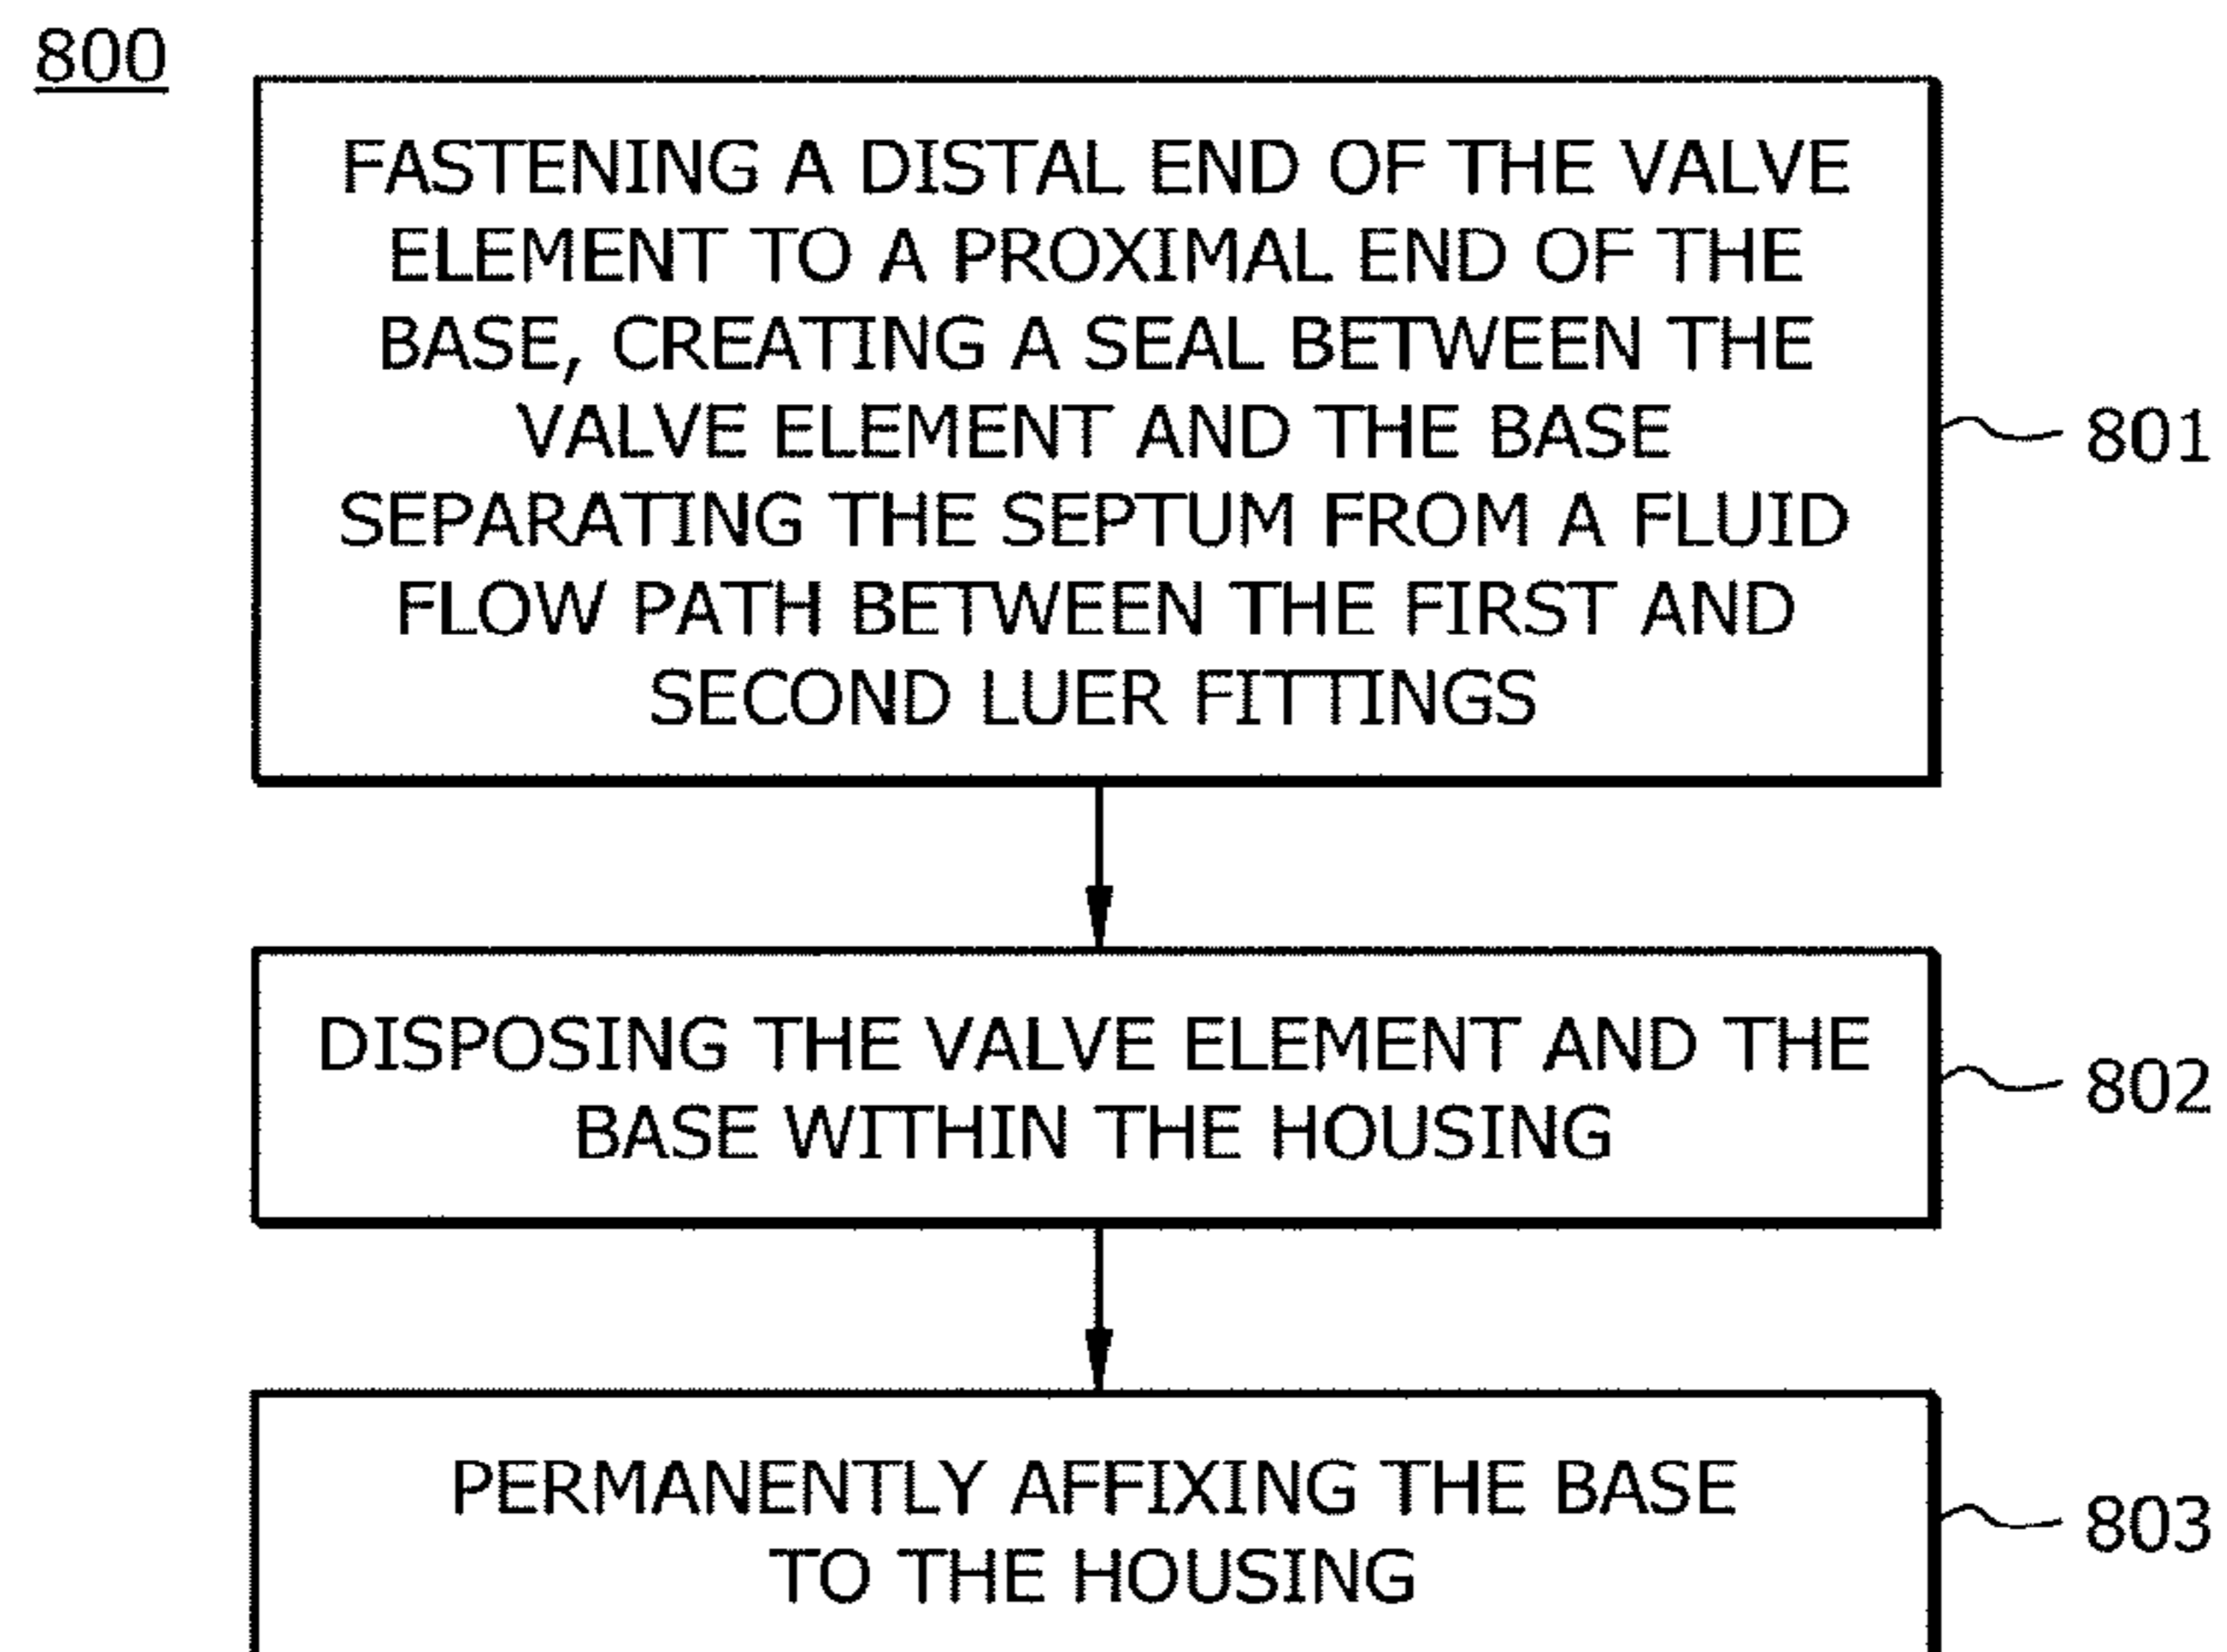 800
FASTENING A DISTAL END OF THE VALVE
ELEMENT TO A PROXIMAL END OF THE
BASE, CREATING A SEAL BETWEEN THE
VALVE ELEMENT AND THE BASE
SEPARATING THE SEPTUM FROM A FLUID
FLOW PATH BETWEEN THE FIRST AND
SECOND LUER FITTINGS
801
DISPOSING THE VALVE ELEMENT AND THE
BASE WITHIN THE HOUSING
802
PERMANENTLY AFFIXING THE BASE
TO THE HOUSING
803